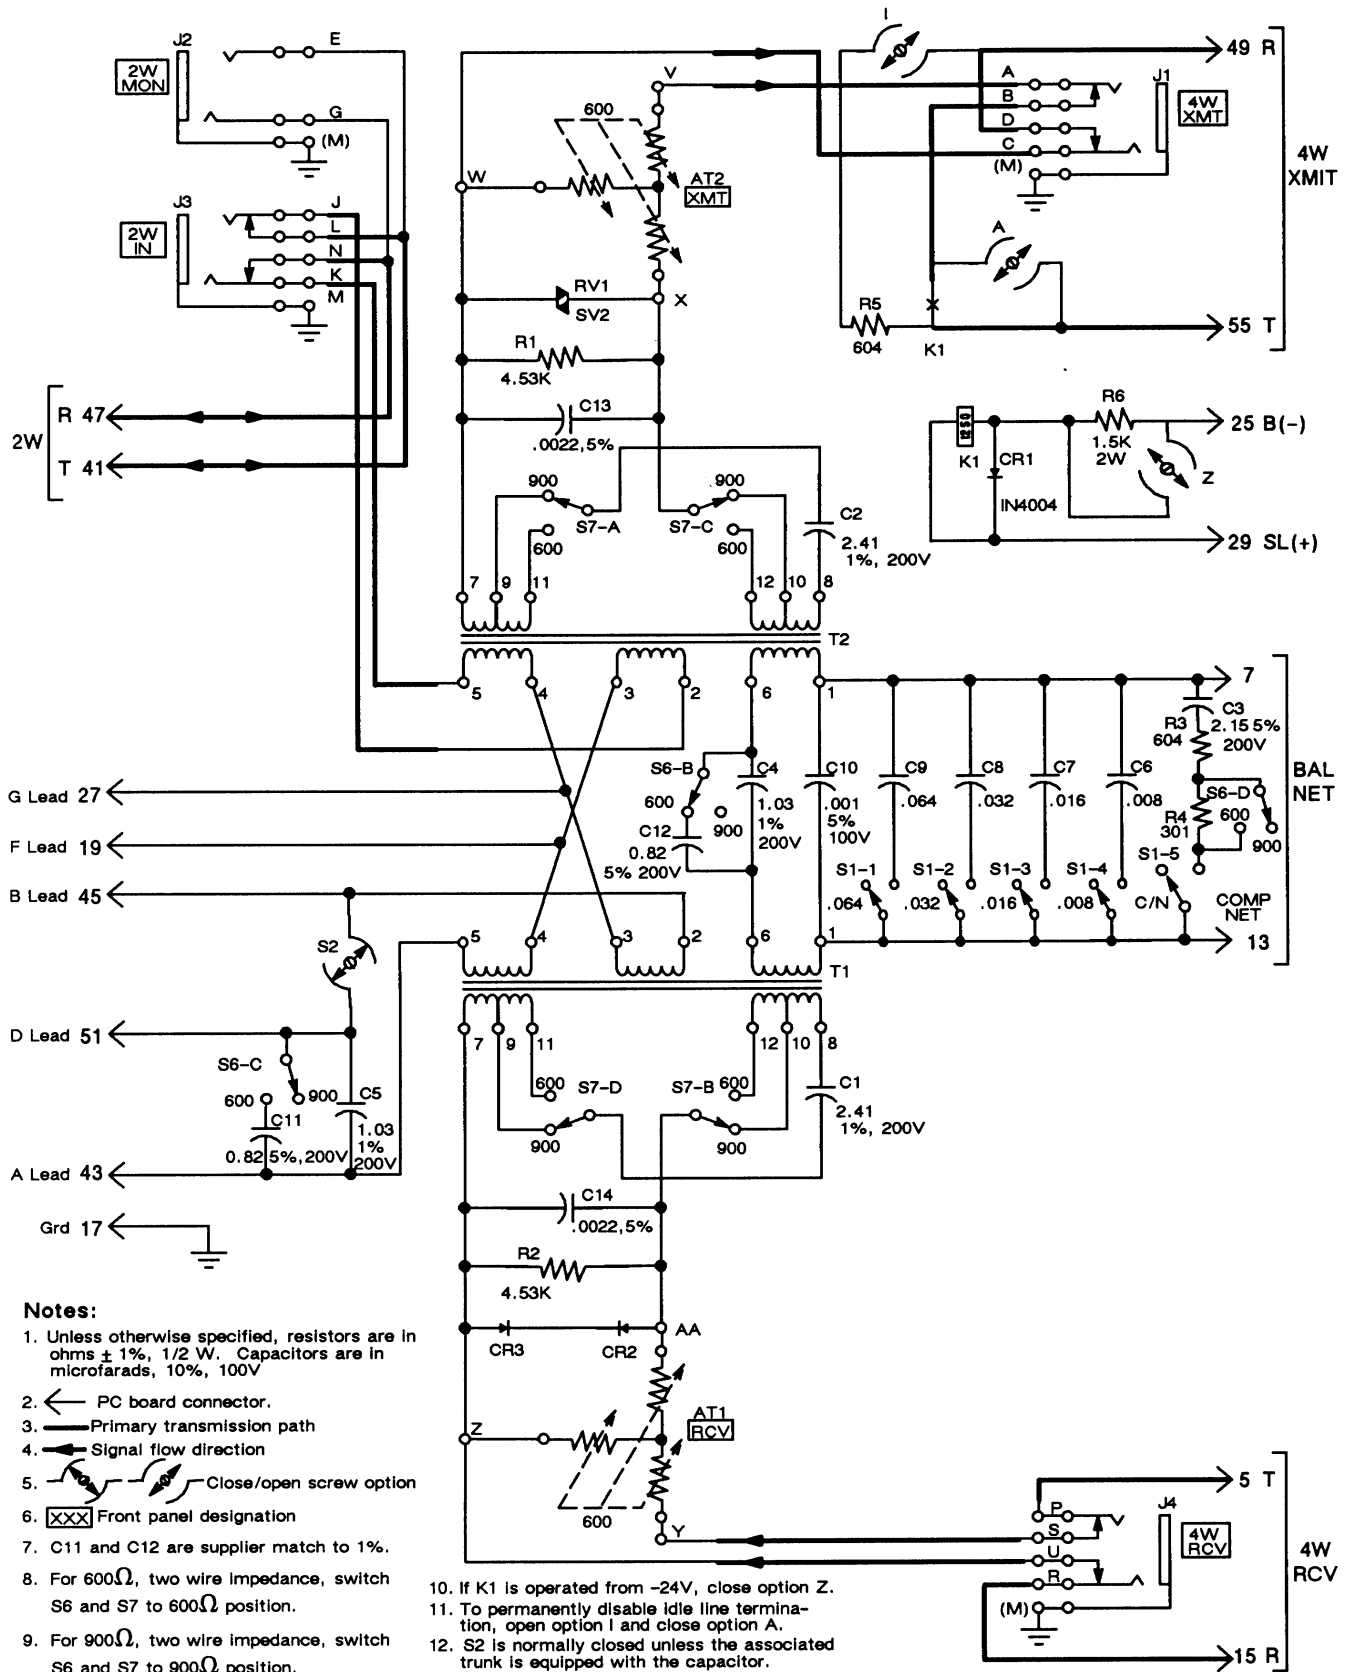 J2
2W
MON
E
G
(M)
J3
2W
IN
J
L
N
K
M
2W
R 47
T 41
G Lead 27
F Lead 19
B Lead 45
S2
D Lead 51
S6-C
600
900
C11
0.82 5%, 200V
C5
1.03
1%
200V
A Lead 43
Grd 17
V
600
W
AT2
XMT
RV1
SV2
X
R1
4.53K
C13
.0022,5%
900
S7-A
600
900
S7-C
600
C2
2.41
1%, 200V
7
9
11
12
10
8
T2
5
4
3
2
6
1
S6-B
600
900
C12
0.82
5% 200V
C4
1.03
1%
200V
C10
.001
5%
100V
C9
.064
C8
.032
C7
.016
C6
.008
C3
2.15 5%
200V
R3
604
R4
301
S6-D
600
900
S1-1
.064
S1-2
.032
S1-3
.016
S1-4
.008
S1-5
C/N
7
BAL
NET
COMP
NET
13
5
4
3
2
6
1
T1
7
9
11
12
10
8
600
S7-D
900
S7-B
600
900
C1
2.41
1%, 200V
C14
.0022,5%
R2
4.53K
CR3
CR2
AA
Z
AT1
RCV
600
Y
I
49 R
A
B
D
C
(M)
J1
4W
XMT
4W
XMIT
A
R5
604
K1
55 T
1250
K1
CR1
IN4004
R6
1.5K
2W
Z
25 B(-)
29 SL(+)
5 T
P
S
U
R
(M)
J4
4W
RCV
4W
RCV
15 R
Notes:
1. Unless otherwise specified, resistors are in
ohms ± 1%, 1/2 W. Capacitors are in
microfarads, 10%, 100V
2. PC board connector.
3. Primary transmission path
4. Signal flow direction
5. Close/open screw option
6. XXX Front panel designation
7. C11 and C12 are supplier match to 1%.
8. For 600Ω, two wire impedance, switch
S6 and S7 to 600Ω position.
9. For 900Ω, two wire impedance, switch
S6 and S7 to 900Ω position.
10. If K1 is operated from -24V, close option Z.
11. To permanently disable idle line termina-
tion, open option I and close option A.
12. S2 is normally closed unless the associated
trunk is equipped with the capacitor.